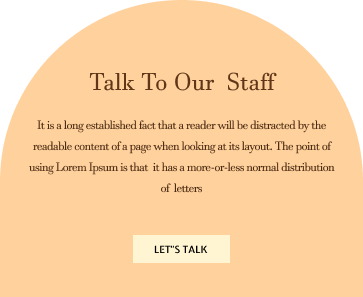 Talk To Our Staff
It is a long established fact that a reader will be distracted by the
readable content of a page when looking at its layout. The point of
using Lorem Ipsum is that it has a more-or-less normal distribution
of letters
LET"S TALK